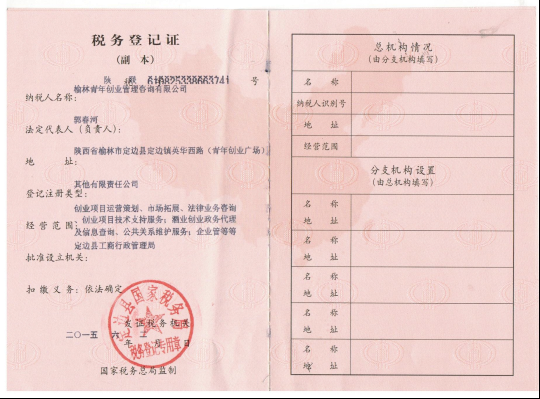 税务登记证
(副本)
陕 号
纳税人名称：榆林青年创业管理咨询有限公司
法定代表人（负责人）：郭春河
地 址：陕西省榆林市定边县定边镇英华西路（青年创业广场）
登记注册类型：其他有限责任公司
经营范围：创业项目运营策划、市场拓展、法律业务咨询
，创业项目技术支持服务；创业政务代理
及信息查询、公共关系维护服务；企业管等等
批准设立机关：定边县工商行政管理局
扣缴义务：依法确定
定边县国家税务局
税务登记专用章
发证税务机关
二〇一五年 六月 日
国家税务总局监制
总机构情况
(由分支机构填写)
名 称
纳税人识别号
地 址
经营范围
分支机构设置
(由总机构填写)
名 称
地 址
名 称
地 址
名 称
地 址
名 称
地 址
名 称
地 址